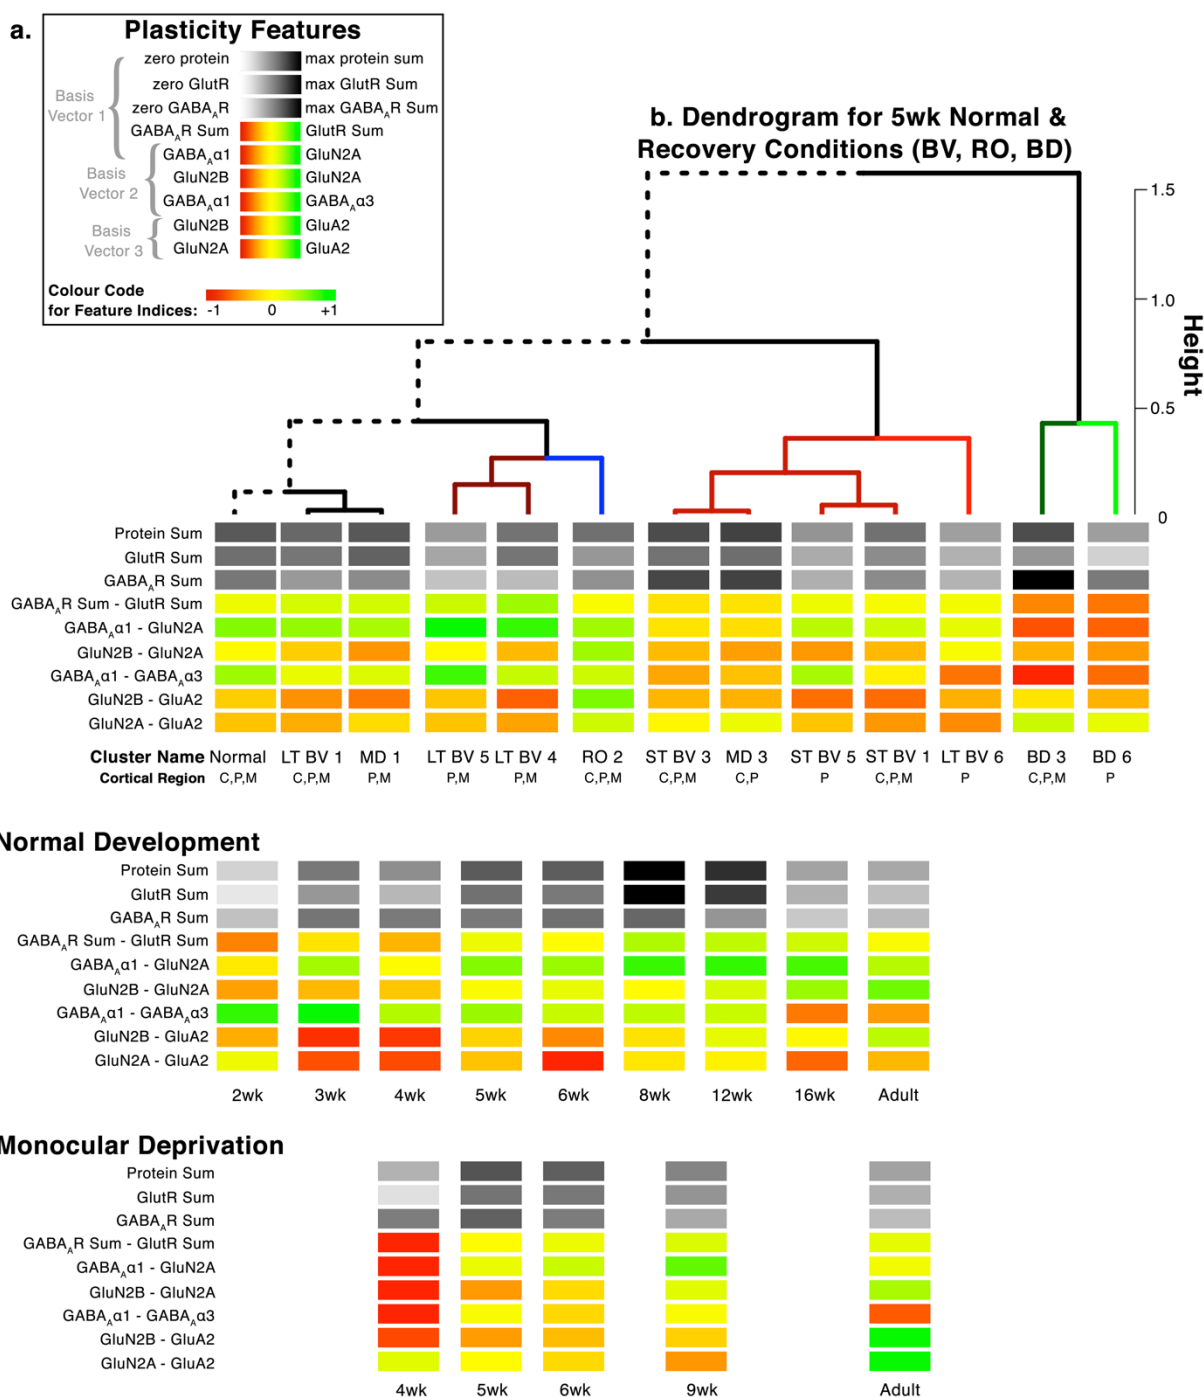 a.
Plasticity Features
zero protein max protein sum
zero GlutR max GlutR Sum
zero GABAAR max GABAAR Sum
Basis Vector 1
GABAAR Sum GlutR Sum
GABAAα1 GluN2A
Basis Vector 2
GluN2B GluN2A
GABAAα1 GABAAα3
GluN2B GluA2
Basis Vector 3
GluN2A GluA2
Colour Code
for Feature Indices: -1 0 +1
b. Dendrogram for 5wk Normal &
Recovery Conditions (BV, RO, BD)
1.5
1.0
0.5
0
Height
Protein Sum
GlutR Sum
GABAAR Sum
GABAAR Sum - GlutR Sum
GABAAα1 - GluN2A
GluN2B - GluN2A
GABAAα1 - GABAAα3
GluN2B - GluA2
GluN2A - GluA2
Cluster Name Normal LT BV 1 MD 1 LT BV 5 LT BV 4 RO 2 ST BV 3 MD 3 ST BV 5 ST BV 1 LT BV 6 BD 3 BD 6
Cortical Region C,P,M C,P,M P,M P,M P,M C,P,M C,P,M C,P P C,P,M P C,P,M P
Normal Development
Protein Sum
GlutR Sum
GABAAR Sum
GABAAR Sum - GlutR Sum
GABAAα1 - GluN2A
GluN2B - GluN2A
GABAAα1 - GABAAα3
GluN2B - GluA2
GluN2A - GluA2
2wk 3wk 4wk 5wk 6wk 8wk 12wk 16wk Adult
Monocular Deprivation
Protein Sum
GlutR Sum
GABAAR Sum
GABAAR Sum - GlutR Sum
GABAAα1 - GluN2A
GluN2B - GluN2A
GABAAα1 - GABAAα3
GluN2B - GluA2
GluN2A - GluA2
4wk 5wk 6wk 9wk Adult